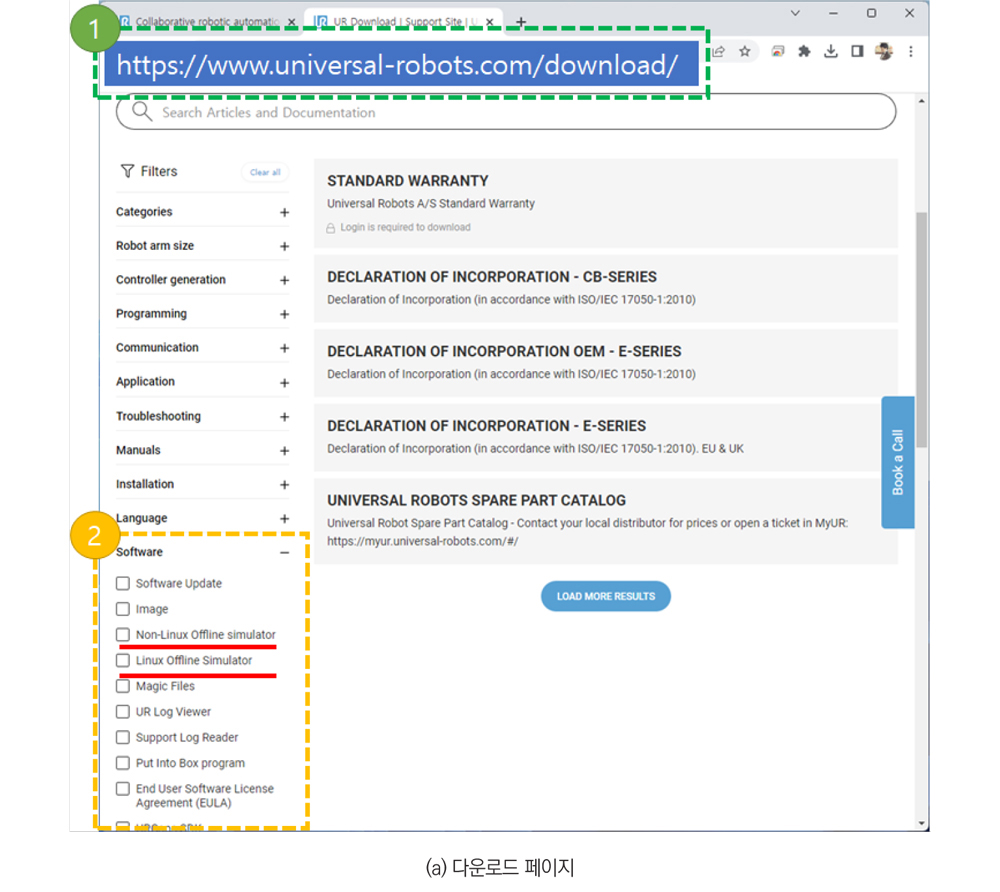 1
Collaborative robotic automatic
UR Download | Support Site | U
https://www.universal-robots.com/download/
Search Articles and Documentation
Filters
Clear all
Categories
Robot arm size
Controller generation
Programming
Communication
Application
Troubleshooting
Manuals
Installation
Language
2
Software
Software Update
Image
Non-Linux Offline simulator
Linux Offline Simulator
Magic Files
UR Log Viewer
Support Log Reader
Put Into Box program
End User Software License
Agreement (EULA)
STANDARD WARRANTY
Universal Robots A/S Standard Warranty
Login is required to download
DECLARATION OF INCORPORATION - CB-SERIES
Declaration of Incorporation (in accordance with ISO/IEC 17050-1:2010)
DECLARATION OF INCORPORATION OEM - E-SERIES
Declaration of Incorporation (in accordance with ISO/IEC 17050-1:2010)
DECLARATION OF INCORPORATION - E-SERIES
Declaration of Incorporation (in accordance with ISO/IEC 17050-1:2010). EU & UK
UNIVERSAL ROBOTS SPARE PART CATALOG
Universal Robot Spare Part Catalog - Contact your local distributor for prices or open a ticket in MyUR:
https://myur.universal-robots.com/#/
LOAD MORE RESULTS
Book a Call
(a) 다운로드 페이지